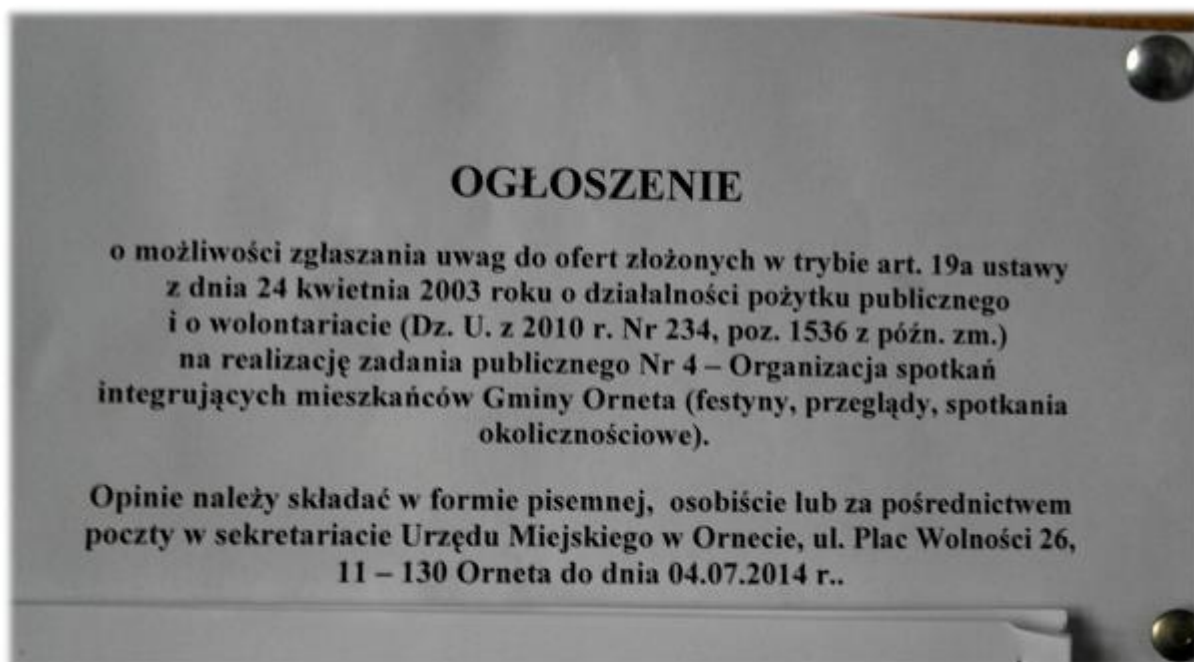 OGŁOSZENIE
o możliwości zgłaszania uwag do ofert złożonych w trybie art. 19a ustawy
z dnia 24 kwietnia 2003 roku o działalności pożytku publicznego
i o wolontariacie (Dz. U. z 2010 r. Nr 234, poz. 1536 z późn. zm.)
na realizację zadania publicznego Nr 4 – Organizacja spotkań
integrujących mieszkańców Gminy Orneta (festyny, przeglądy, spotkania
okolicznościowe).
Opinie należy składać w formie pisemnej, osobiście lub za pośrednictwem
poczty w sekretariacie Urzędu Miejskiego w Ornecie, ul. Plac Wolności 26,
11 – 130 Orneta do dnia 04.07.2014 r..